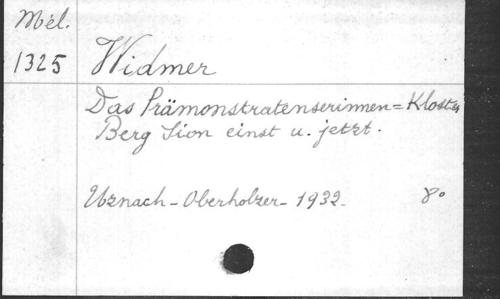 Mél.
1325 Widmer
Das Prämonstratenserinnen=Kloster
Berg Sion einst u. jetzt.
Uznach - Oberholzer - 1932. 8°